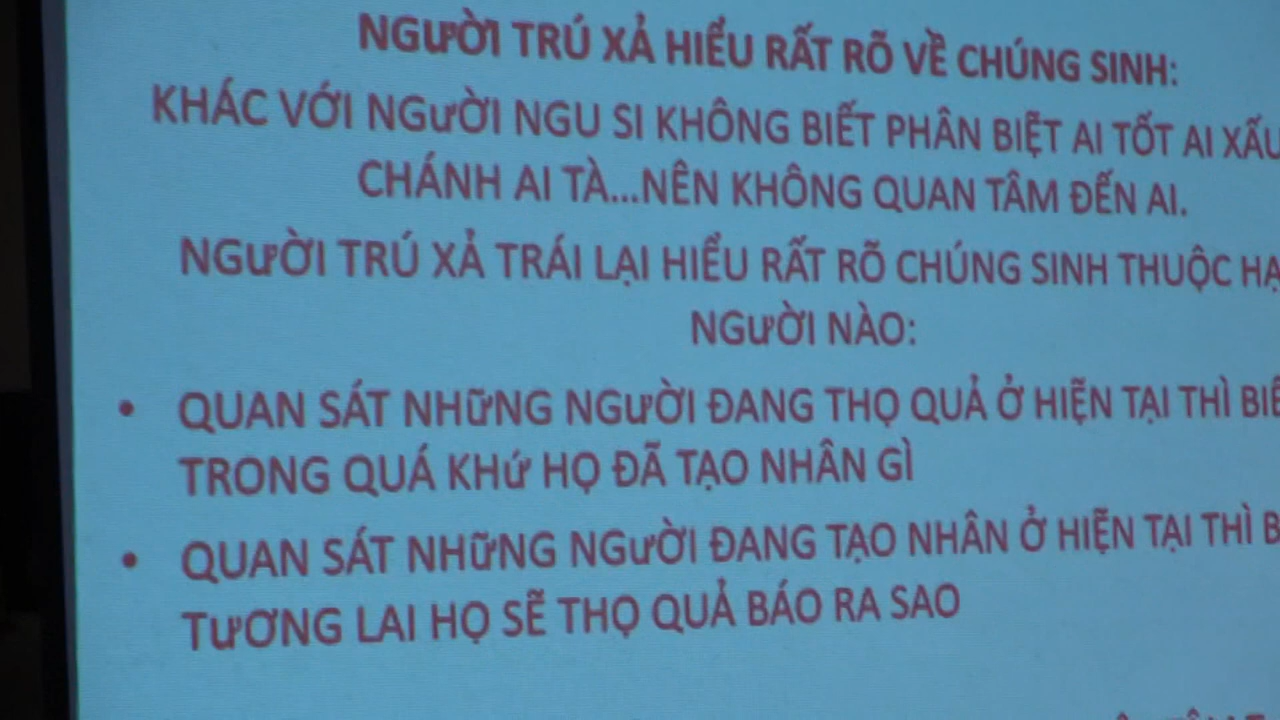 NGƯỜI TRÚ XẢ HIỂU RẤT RÕ VỀ CHÚNG SINH:
KHÁC VỚI NGƯỜI NGU SI KHÔNG BIẾT PHÂN BIỆT AI TỐT AI XẤU
CHÁNH AI TÀ...NÊN KHÔNG QUAN TÂM ĐẾN AI.
NGƯỜI TRÚ XẢ TRÁI LẠI HIỂU RẤT RÕ CHÚNG SINH THUỘC
NGƯỜI NÀO:
• QUAN SÁT NHỮNG NGƯỜI ĐANG THỌ QUẢ Ở HIỆN TẠI THÌ
TRONG QUÁ KHỨ HỌ ĐÃ TẠO NHÂN GÌ
• QUAN SÁT NHỮNG NGƯỜI ĐANG TẠO NHÂN Ở HIỆN TẠI THÌ
TƯƠNG LAI HỌ SẼ THỌ QUẢ BÁO RA SAO